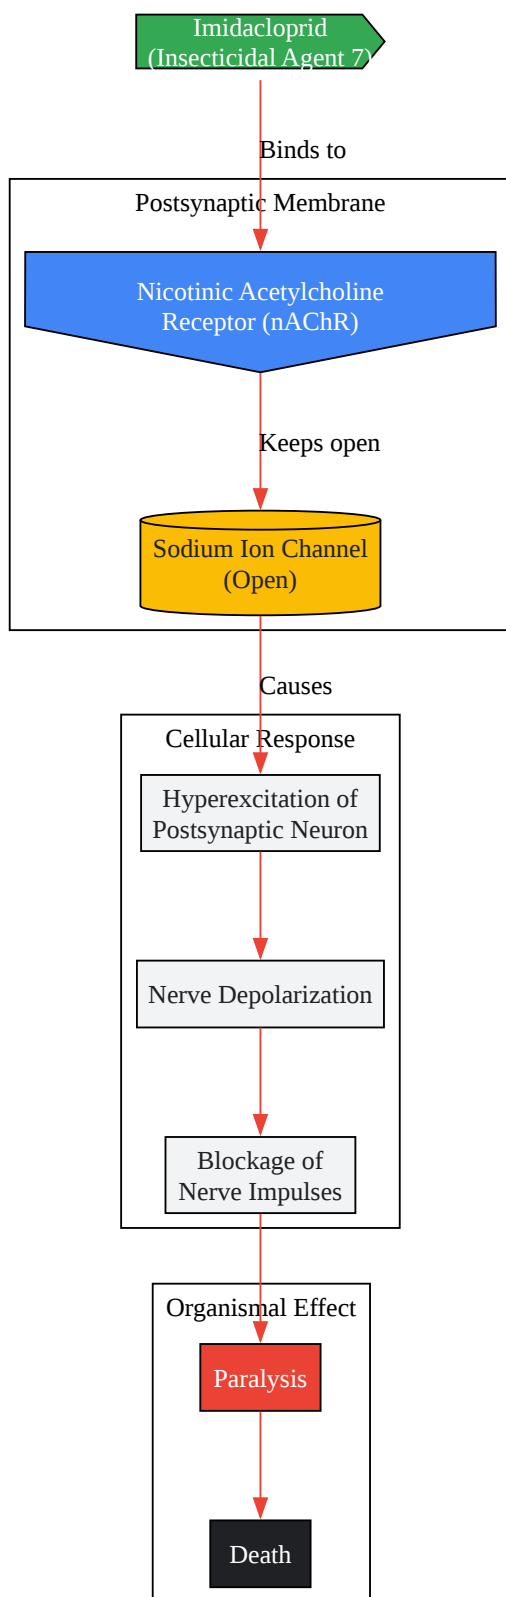 Imidacloprid
(Insecticidal Agent 7)
Binds to
Postsynaptic Membrane
Nicotinic Acetylcholine
Receptor (nAChR)
Keeps open
Sodium Ion Channel
(Open)
Causes
Cellular Response
Hyperexcitation of
Postsynaptic Neuron
Nerve Depolarization
Blockage of
Nerve Impulses
Organismal Effect
Paralysis
Death